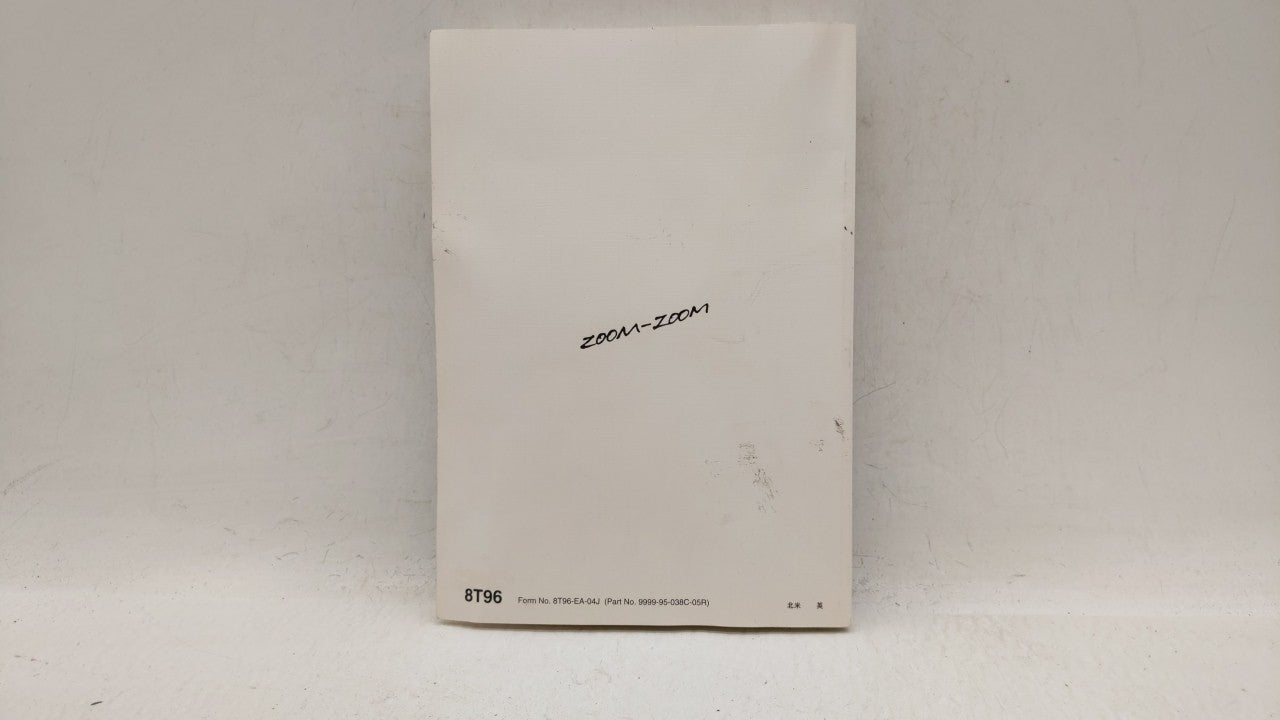 ZOOM-ZOOM
8T96 Form No. 8T96-EA-04J (Part No. 9999-95-038C-05R) 北米 英